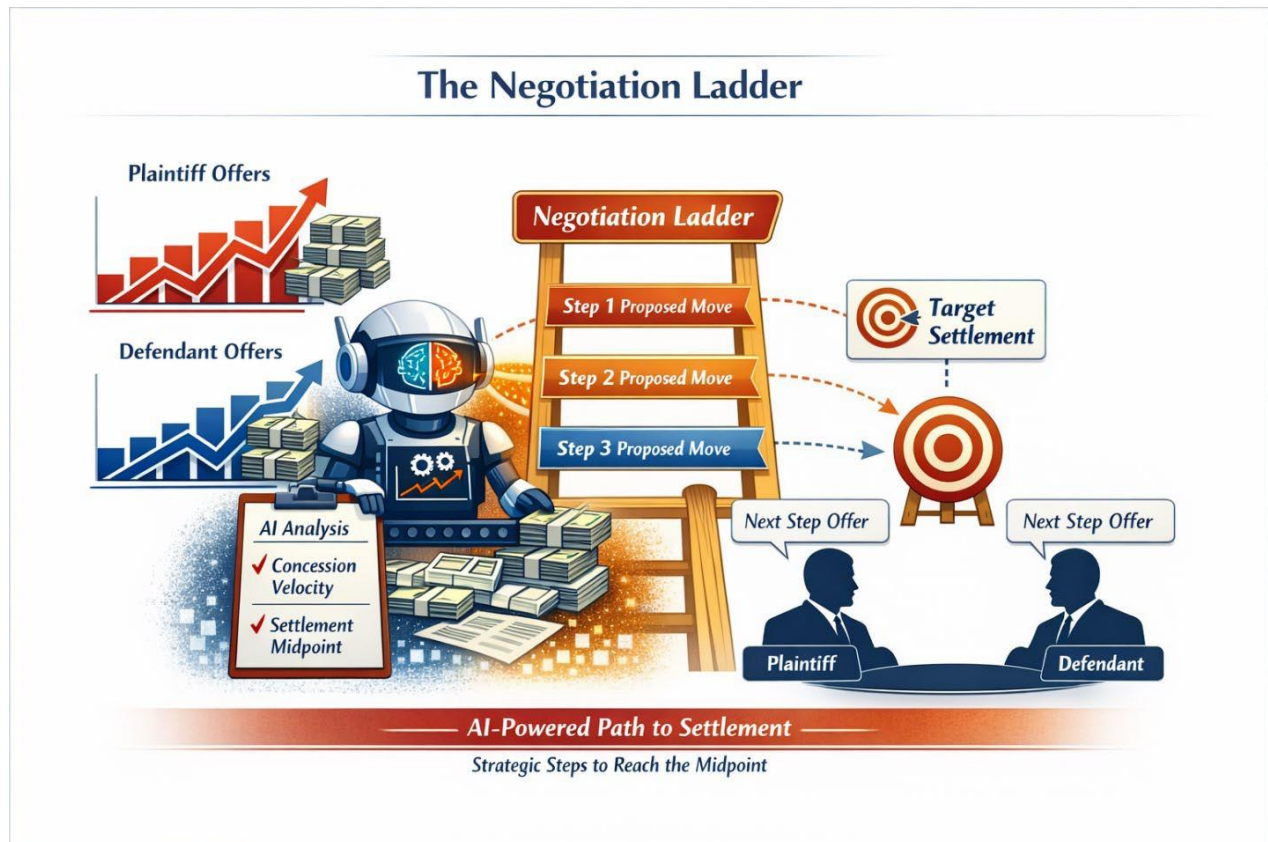 The Negotiation Ladder
Plaintiff Offers
Defendant Offers
AI Analysis
✓ Concession
Velocity
✓ Settlement
Midpoint
Negotiation Ladder
Step 1 Proposed Move
Step 2 Proposed Move
Step 3 Proposed Move
Target
Settlement
Next Step Offer
Next Step Offer
Plaintiff
Defendant
AI-Powered Path to Settlement
Strategic Steps to Reach the Midpoint